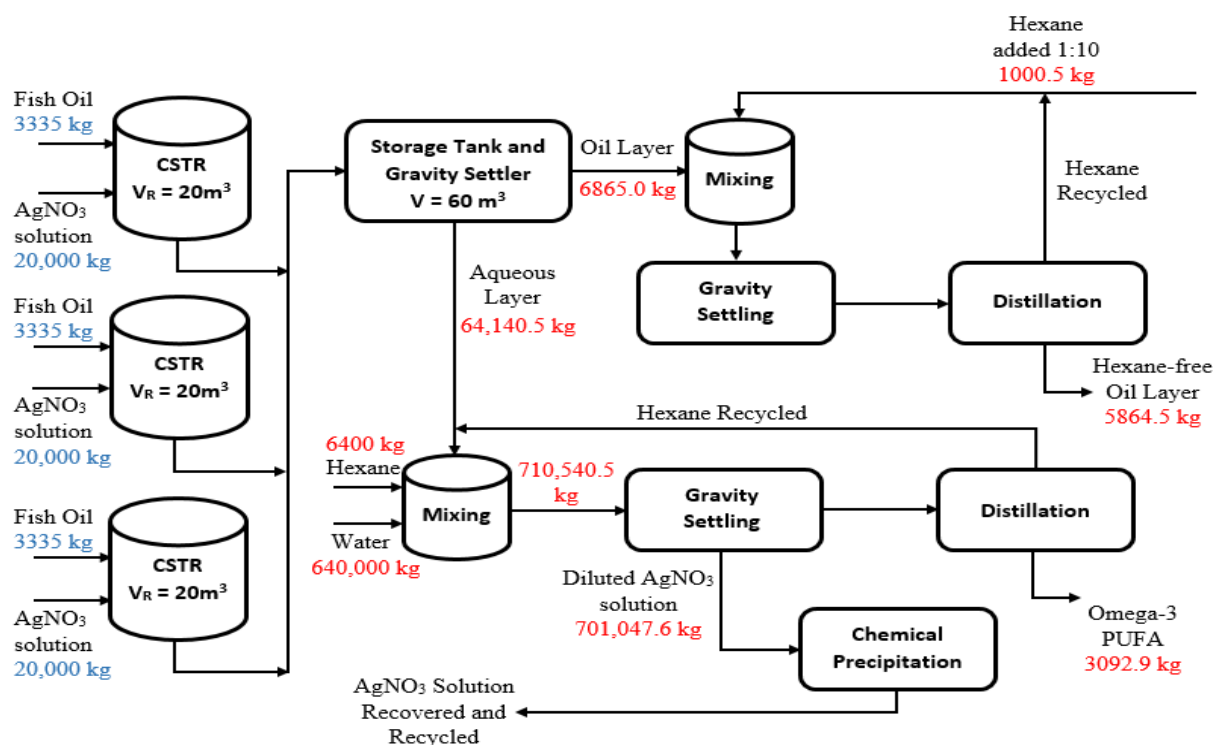 Hexane
added 1:10
1000.5 kg
Fish Oil
3335 kg
CSTR
VR = 20m³
AgNO₃
solution
20,000 kg
Storage Tank and
Gravity Settler
V = 60 m³
Oil Layer
6865.0 kg
Mixing
Hexane
Recycled
Gravity
Settling
Distillation
Hexane-free
Oil Layer
5864.5 kg
Aqueous
Layer
64,140.5 kg
Fish Oil
3335 kg
CSTR
VR = 20m³
AgNO₃
solution
20,000 kg
Hexane Recycled
6400 kg
Hexane
Water
640,000 kg
Mixing
710,540.5
kg
Gravity
Settling
Distillation
Fish Oil
3335 kg
CSTR
VR = 20m³
AgNO₃
solution
20,000 kg
Diluted AgNO₃
solution
701,047.6 kg
Chemical
Precipitation
Omega-3
PUFA
3092.9 kg
AgNO₃ Solution
Recovered and
Recycled